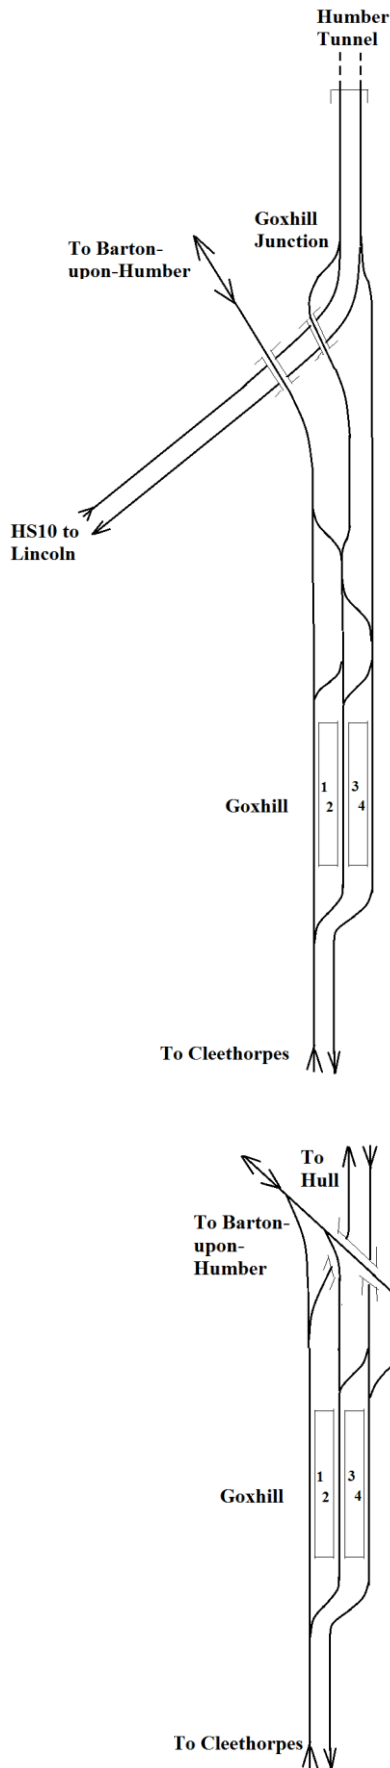 Humber
Tunnel
Goxhill
Junction
To Barton-
upon-Humber
HS10 to
Lincoln
1 3
2 4
Goxhill
To Cleethorpes
To
Hull
To Barton-
upon-
Humber
1 3
2 4
Goxhill
To Cleethorpes